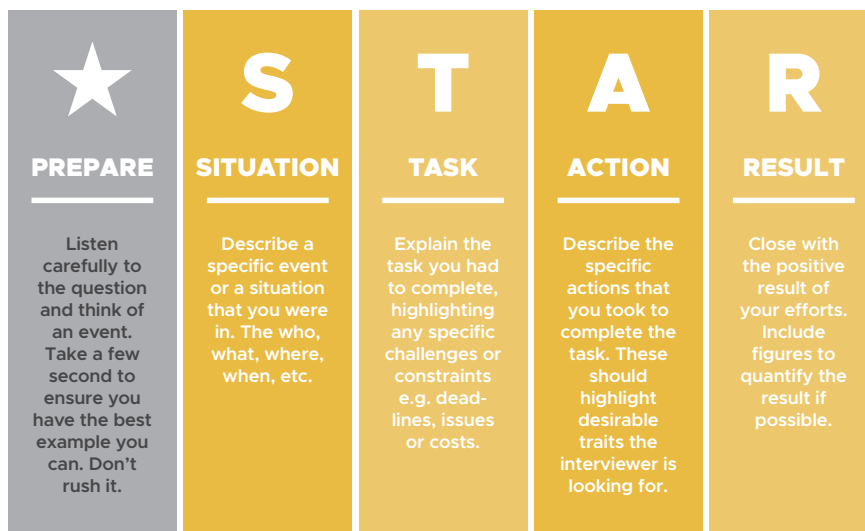 PREPARE
Listen
carefully to
the question
and think of
an event.
Take a few
second to
ensure you
have the best
example you
can. Don't
rush it.
S
SITUATION
Describe a
specific event
or a situation
that you were
in. The who,
what, where,
when, etc.
T
TASK
Explain the
task you had
to complete,
highlighting
any specific
challenges or
constraints
e.g. dead-
lines, issues
or costs.
A
ACTION
Describe the
specific
actions that
you took to
complete the
task. These
should
highlight
desirable
traits the
interviewer is
looking for.
R
RESULT
Close with
the positive
result of
your efforts.
Include
figures to
quantify the
result if
possible.